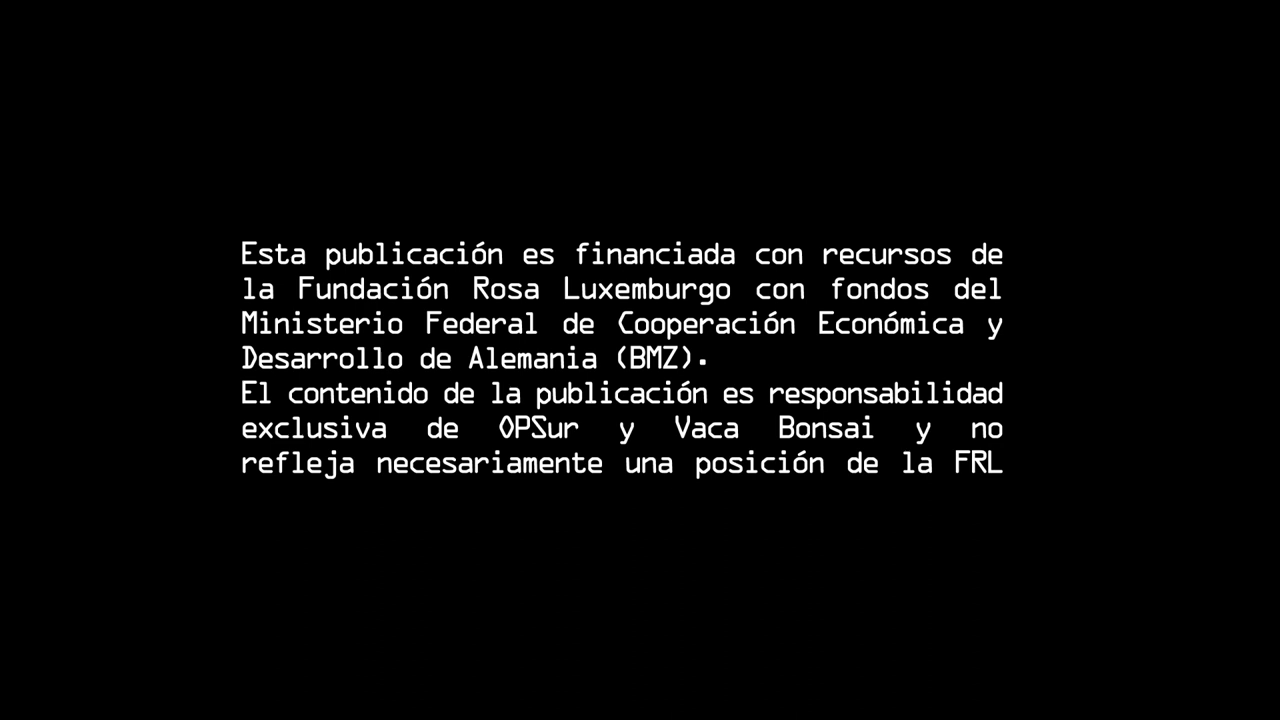 Esta publicación es financiada con recursos de
la Fundación Rosa Luxemburgo con fondos del
Ministerio Federal de Cooperación Económica y
Desarrollo de Alemania (BMZ).
El contenido de la publicación es responsabilidad
exclusiva de OPSur y Vaca Bonsai y no
refleja necesariamente una posición de la FRL